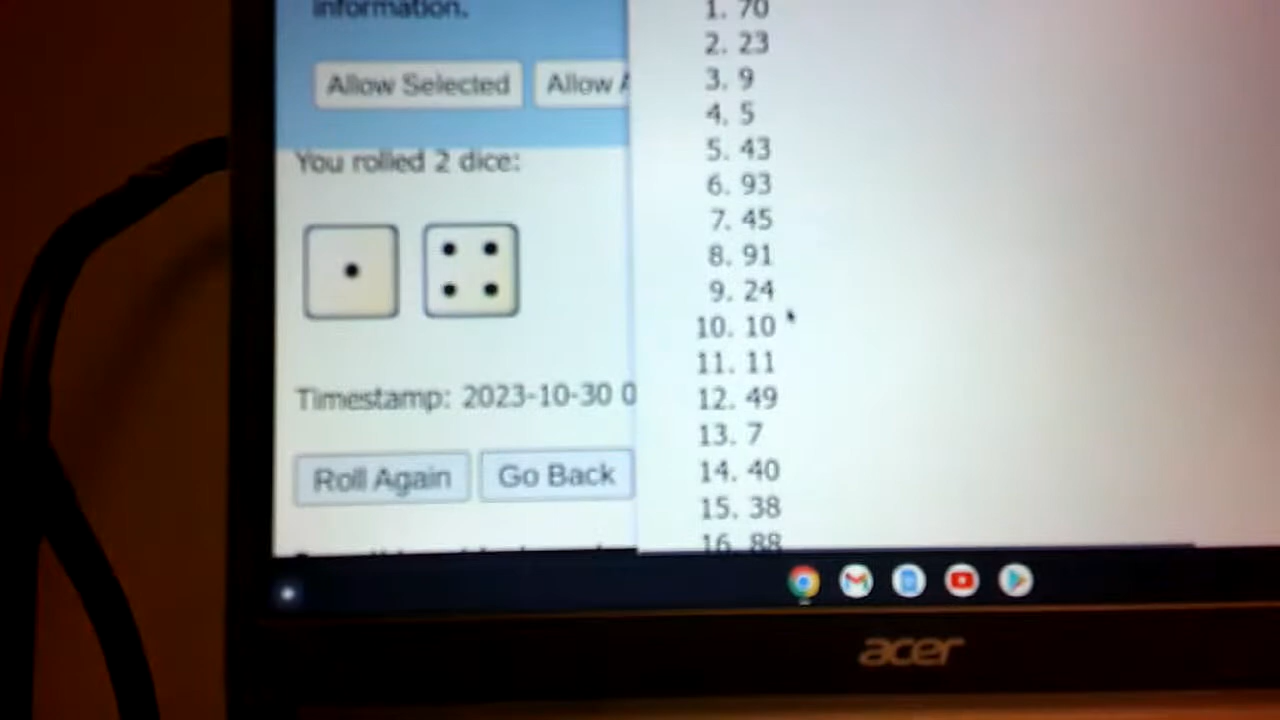 information.
Allow Selected
Allow A
You rolled 2 dice:
Timestamp: 2023-10-30 0
Roll Again
Go Back
1. 70
2. 23
3. 9
4. 5
5. 43
6. 93
7. 45
8. 91
9. 24
10. 10
11. 11
12. 49
13. 7
14. 40
15. 38
16. 88
acer